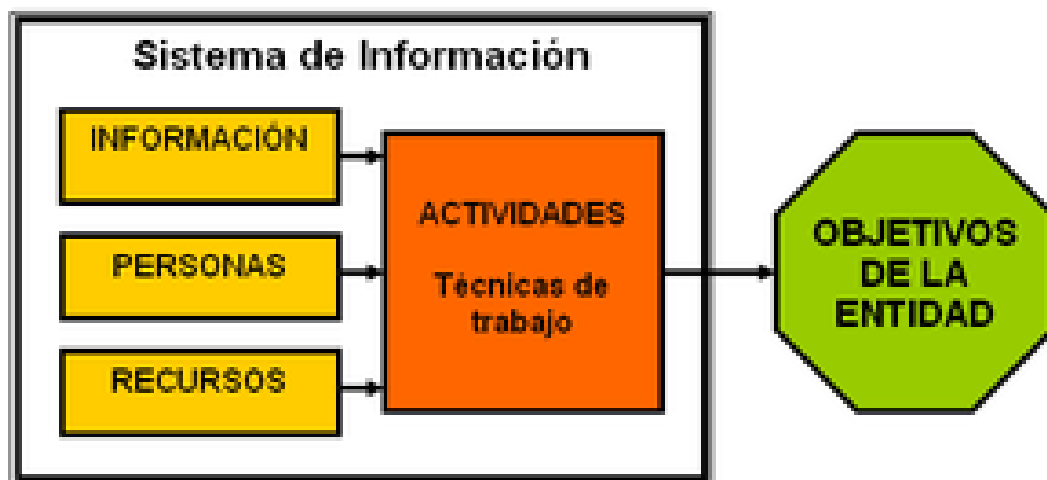 Sistema de Información
INFORMACIÓN
PERSONAS
RECURSOS
ACTIVIDADES
Técnicas de
trabajo
OBJETIVOS
DE LA
ENTIDAD